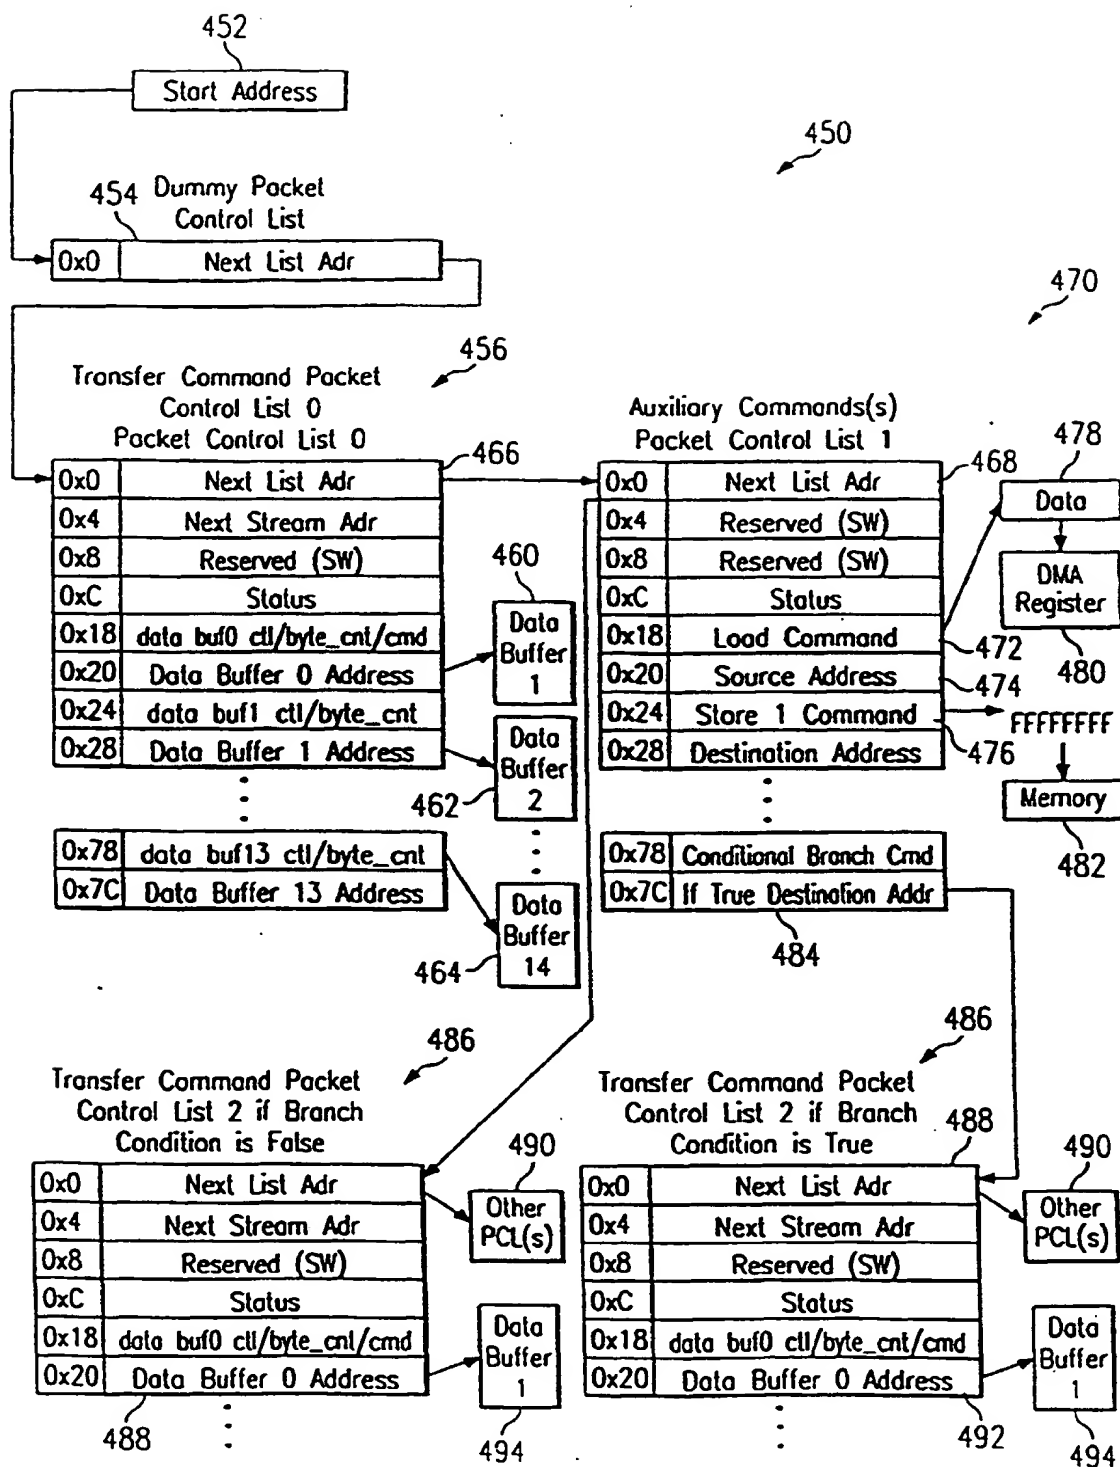 452
Start Address
450
454
Dummy Packet
Control List
0x0 Next List Adr
470
456
Transfer Command Packet
Control List 0
Packet Control List 0
466
0x0 Next List Adr
0x4 Next Stream Adr
0x8 Reserved (SW)
0xC Status
0x18 data buf0 ctl/byte_cnt/cmd
0x20 Data Buffer 0 Address
0x24 data buf1 ctl/byte_cnt
0x28 Data Buffer 1 Address
0x78 data buf13 ctl/byte_cnt
0x7C Data Buffer 13 Address
460
Data
Buffer
1
462
Data
Buffer
2
464
Data
Buffer
14
Auxiliary Commands(s)
Packet Control List 1
468
0x0 Next List Adr
0x4 Reserved (SW)
0x8 Reserved (SW)
0xC Status
0x18 Load Command
0x20 Source Address
0x24 Store 1 Command
0x28 Destination Address
0x78 Conditional Branch Cmd
0x7C If True Destination Addr
484
472
474
476
478
Data
DMA
Register
480
FFFFFFFF
Memory
482
486
Transfer Command Packet
Control List 2 if Branch
Condition is False
0x0 Next List Adr
0x4 Next Stream Adr
0x8 Reserved (SW)
0xC Status
0x18 data buf0 ctl/byte_cnt/cmd
0x20 Data Buffer 0 Address
488
490
Other
PCL(s)
Data
Buffer
1
494
486
Transfer Command Packet
Control List 2 if Branch
Condition is True
488
0x0 Next List Adr
0x4 Next Stream Adr
0x8 Reserved (SW)
0xC Status
0x18 data buf0 ctl/byte_cnt/cmd
0x20 Data Buffer 0 Address
492
490
Other
PCL(s)
Data
Buffer
1
494